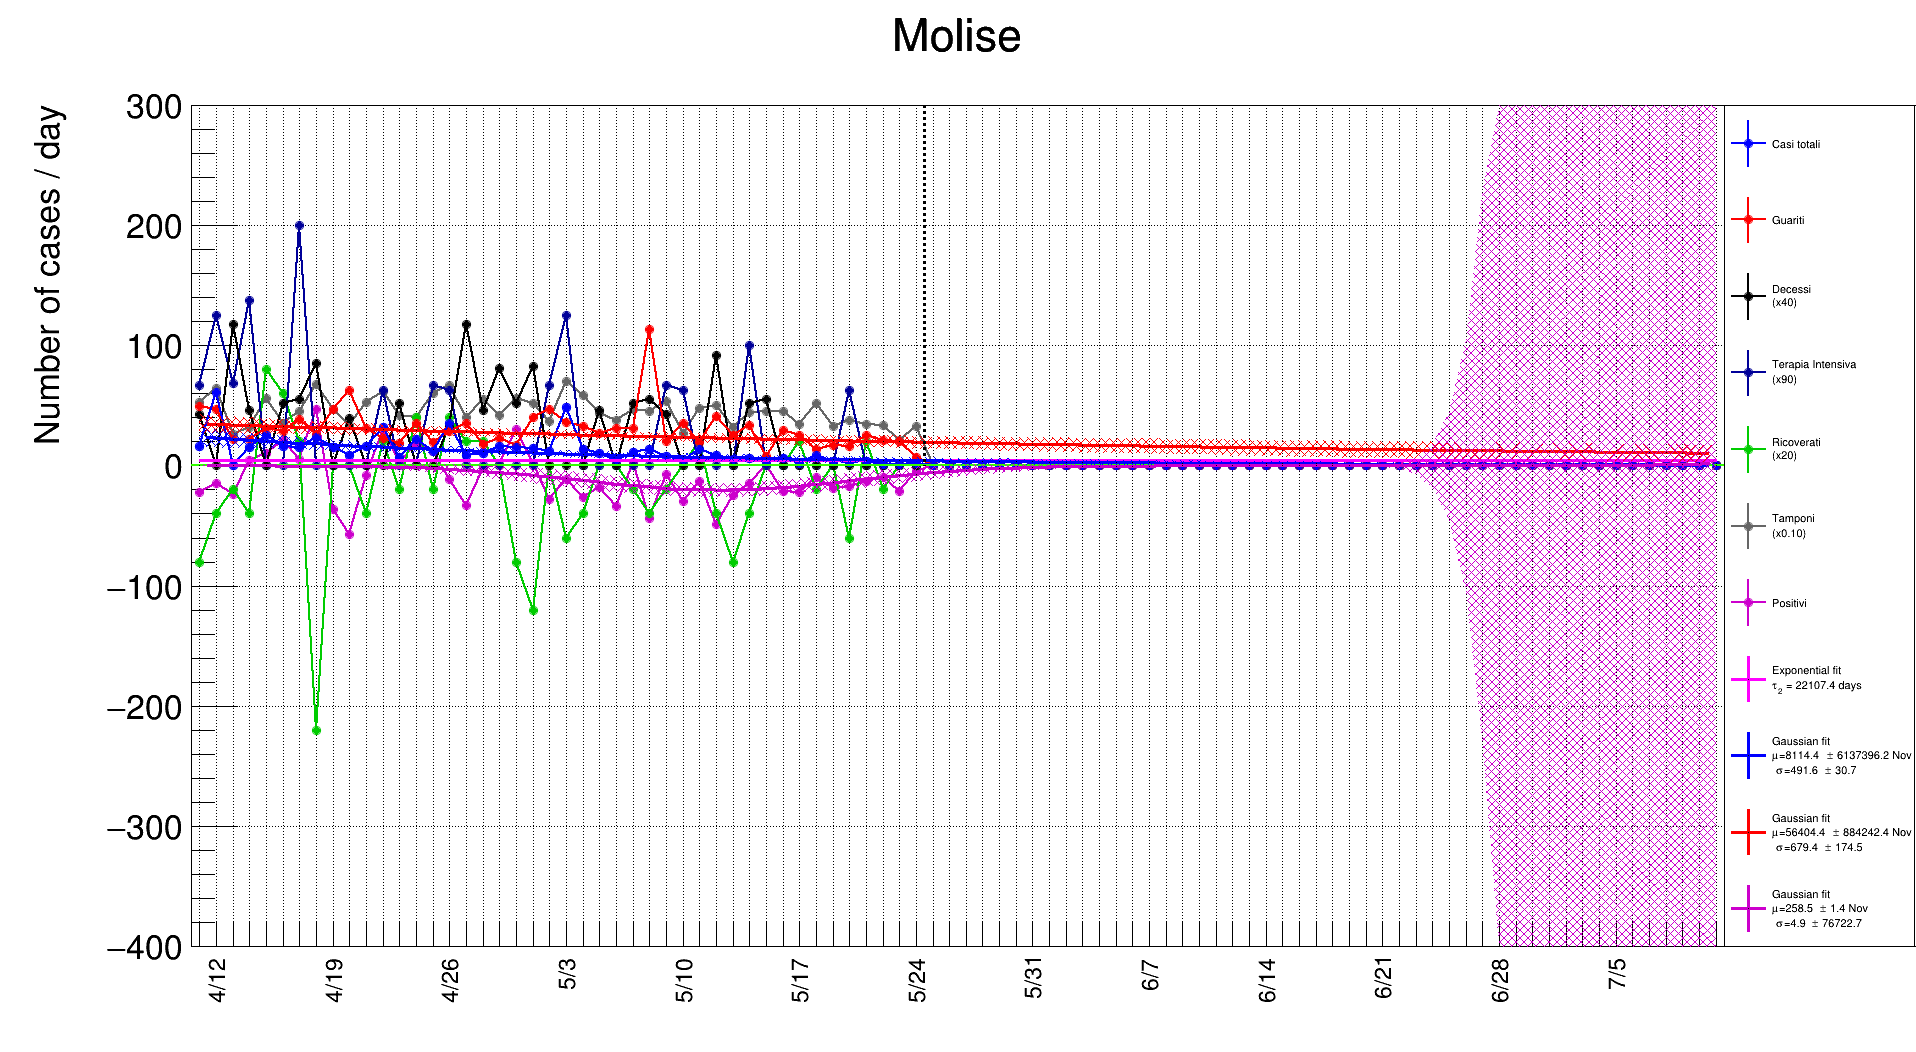 Molise
Number of cases / day
300
200
100
0
−100
−200
−300
−400
4/12
4/19
4/26
5/3
5/10
5/17
5/24
5/31
6/7
6/14
6/21
6/28
7/5
Casi totali
Guariti
Decessi
(x40)
Terapia Intensiva
(x90)
Ricoverati
(x20)
Tamponi
(x0.10)
Positivi
Exponential fit
τ2 = 22107.4 days
Gaussian fit
μ=8114.4 ± 6137396.2 Nov
σ=491.6 ± 30.7
Gaussian fit
μ=56404.4 ± 884242.4 Nov
σ=679.4 ± 174.5
Gaussian fit
μ=258.5 ± 1.4 Nov
σ=4.9 ± 76722.7